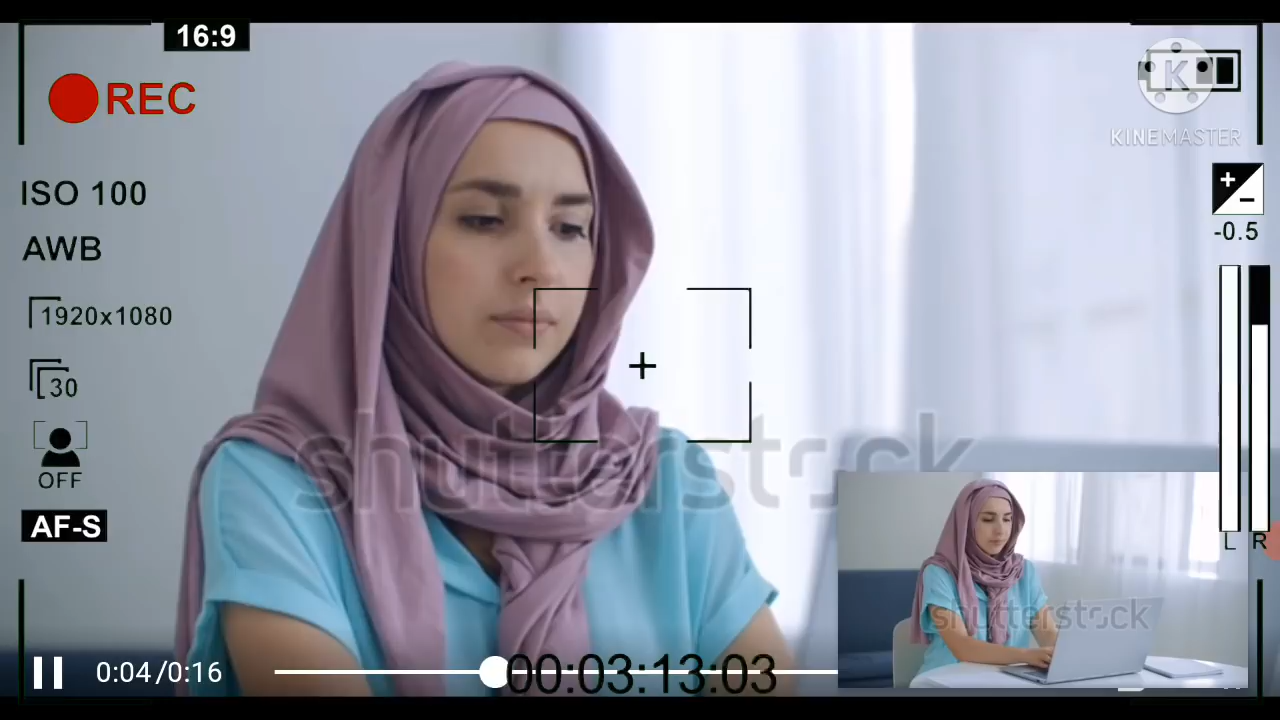 16:9
REC
KINEMASTER
ISO 100
AWB
-0.5
1920x1080
30
OFF
AF-S
shutterstock
shutterstock
L R
0:04/0:16
00:03:13:03